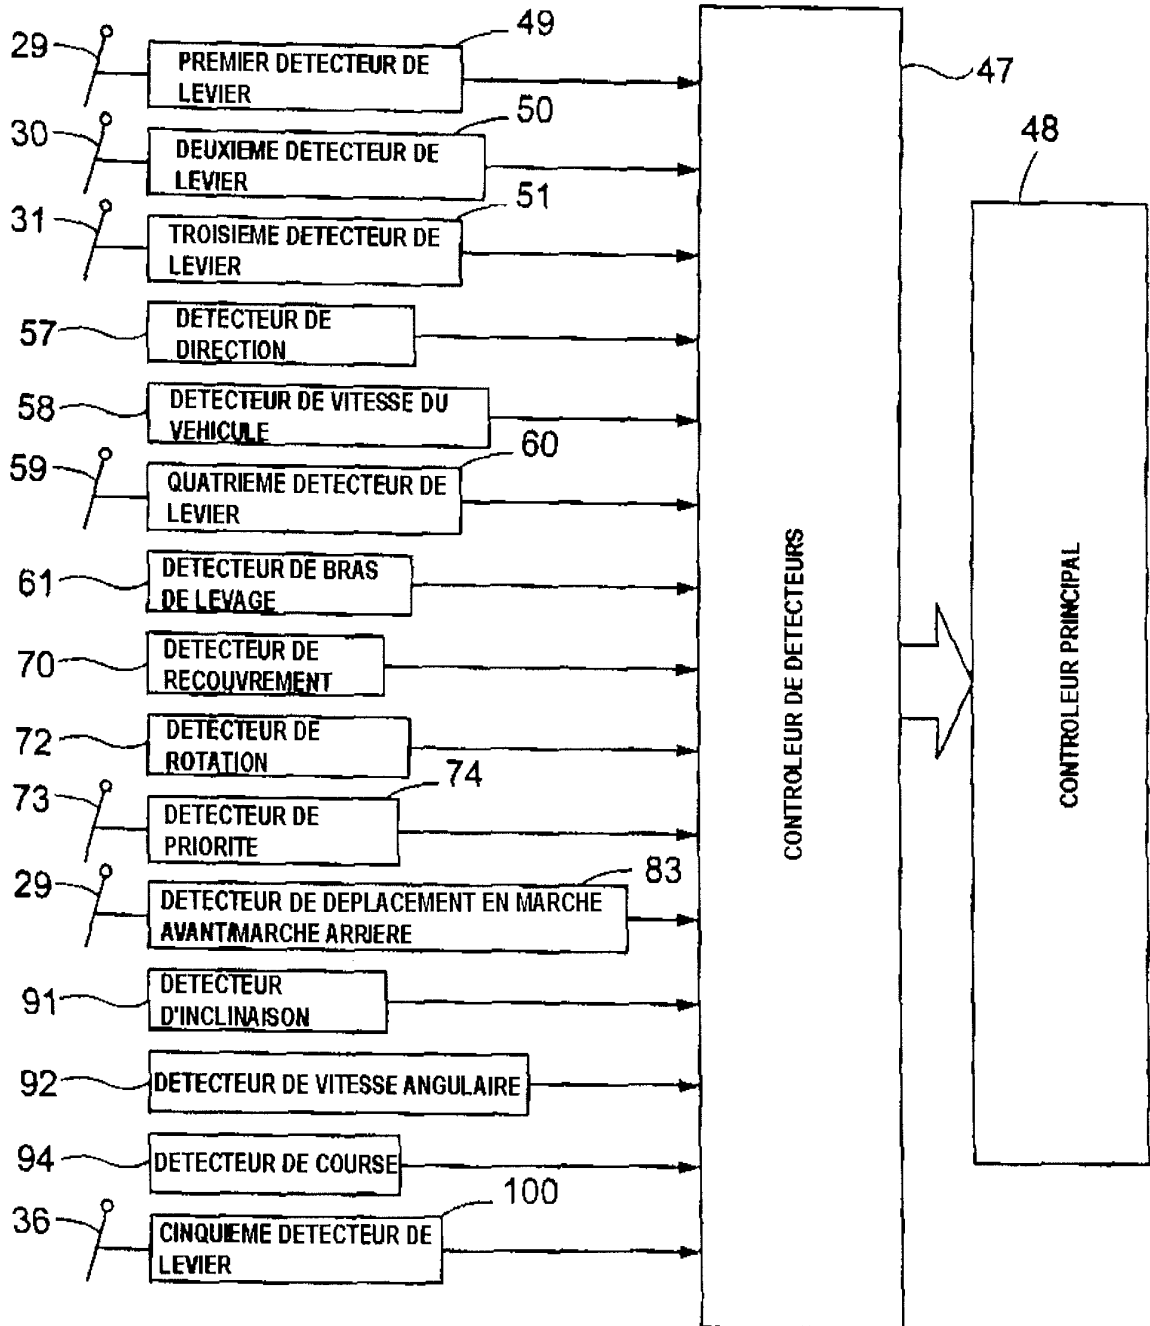 49
29
PREMIER DETECTEUR DE
LEVIER
47
50
30
DEUXIEME DETECTEUR DE
LEVIER
48
51
31
TROISIEME DETECTEUR DE
LEVIER
57
DETECTEUR DE
DIRECTION
58
DETECTEUR DE VITESSE DU
VEHICULE
60
59
QUATRIEME DETECTEUR DE
LEVIER
61
DETECTEUR DE BRAS
DE LEVAGE
70
DETECTEUR DE
RECOUVREMENT
72
DETECTEUR DE
ROTATION
74
73
DETECTEUR DE
PRIORITE
83
29
DETECTEUR DE DEPLACEMENT EN MARCHE
AVANT/MARCHE ARRIERE
91
DETECTEUR
D'INCLINAISON
92
DETECTEUR DE VITESSE ANGULAIRE
94
DETECTEUR DE COURSE
100
36
CINQUIEME DETECTEUR DE
LEVIER
CONTROLEUR DE DETECTEURS
CONTROLEUR PRINCIPAL